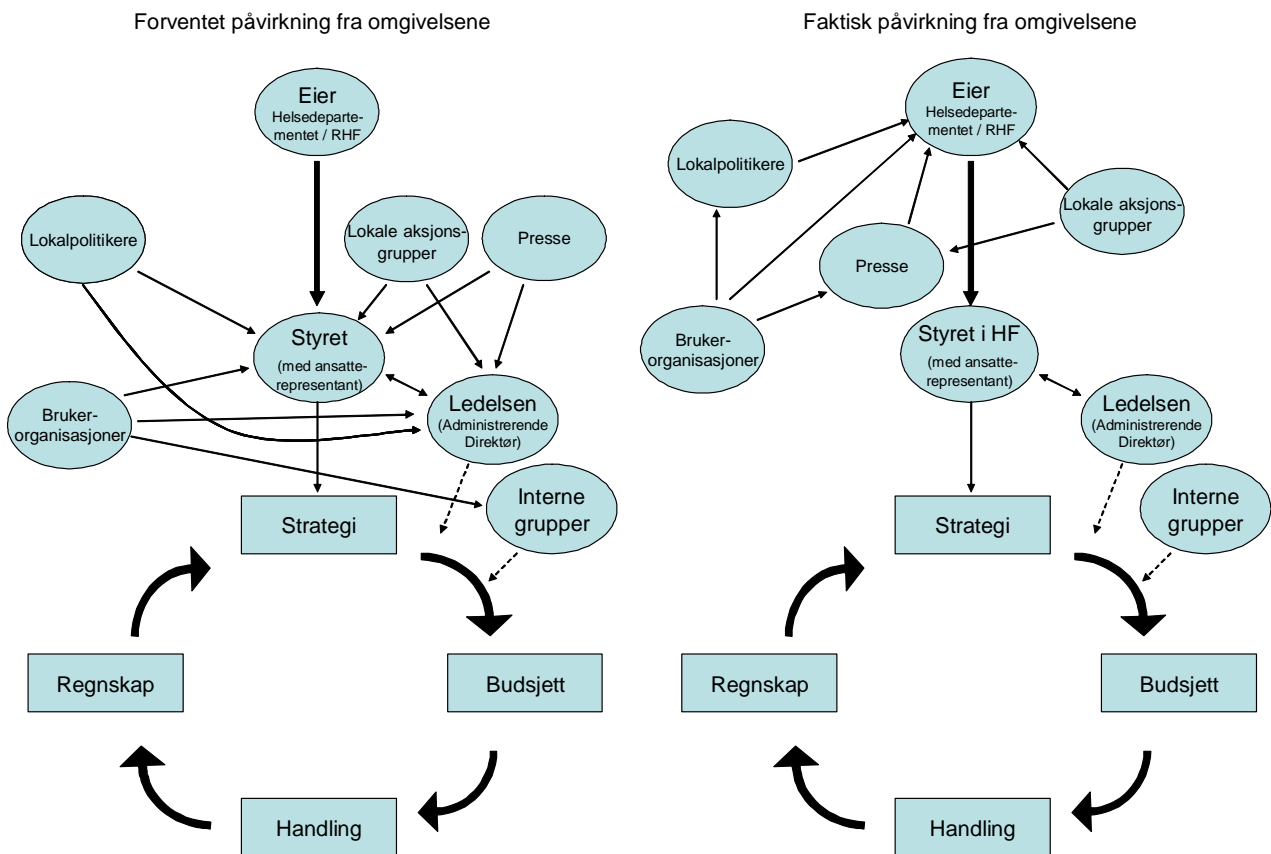 Forventet påvirkning fra omgivelsene
Eier
Helsedeparte-
mentet / RHF
Lokalpolitikere
Lokale aksjons-
grupper
Presse
Styret
(med ansatte-
representant)
Bruker-
organisasjoner
Ledelsen
(Administrerende
Direktør)
Interne
grupper
Strategi
Regnskap
Budsjett
Handling
Faktisk påvirkning fra omgivelsene
Eier
Helsedeparte-
mentet / RHF
Lokalpolitikere
Lokale aksjons-
grupper
Presse
Bruker-
organisasjoner
Styret i HF
(med ansatte-
representant)
Ledelsen
(Administrerende
Direktør)
Interne
grupper
Strategi
Regnskap
Budsjett
Handling